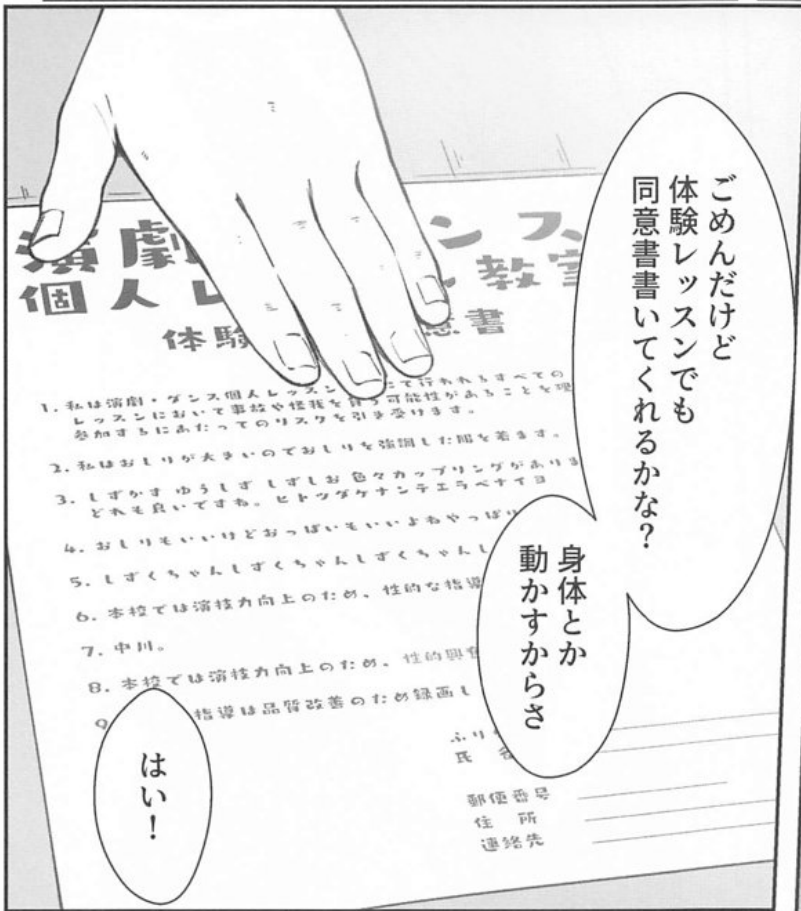 ごめんだけど
体験レッスンでも
同意書書いてくれるかな？
身体とか
動かすからさ
演劇
ンス
個人レ
教室
体験
意書
1. 私は演劇・ダンス個人レッスン
て行われるすべての
レッスンにおいて事故や怪我を負う可能性があることを理
参加するにあたってのリスクを引き受けます。
2. 私はおしりが大きいのでおしりを強調した服を着ます。
3. しずかす ゆうしず しずしお 色々カップリングがありま
どれも良いですね。ヒトツダケナンテエラベナイヨ
4. おしりもいいけどおっぱいもいいよねやっぱり
5. しずくちゃんしずくちゃんしずくちゃんし
6. 本校では演技力向上のため、性的な指導
7. 中川。
8. 本校では演技力向上のため、性的興
9
指導は品質改善のため録画し
ふり
氏
郵便番号
住 所
連絡先
はい！